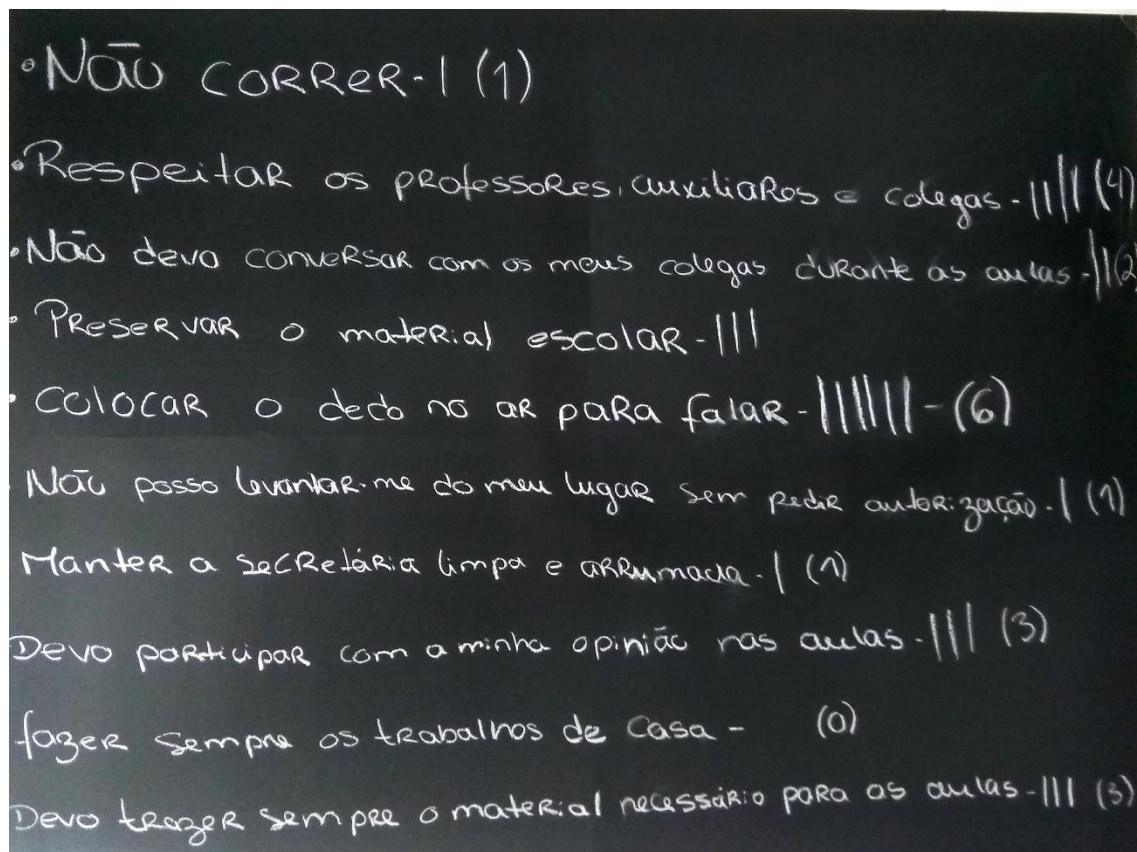 •Não correr-| (1)
•Respeitar os professores, auxiliares e colegas-|||| (4)
•Não devo conversar com os meus colegas durante as aulas-|| (2)
•Preservar o material escolar-|||
•Colocar o dedo no ar para falar-||||||-(6)
•Não posso levantar-me do meu lugar sem pedir autorização-| (1)
Manter a secretária limpa e arrumada-| (1)
Devo participar com a minha opinião nas aulas-||| (3)
fazer sempre os trabalhos de casa- (0)
Devo trazer sempre o material necessário para as aulas-||| (3)